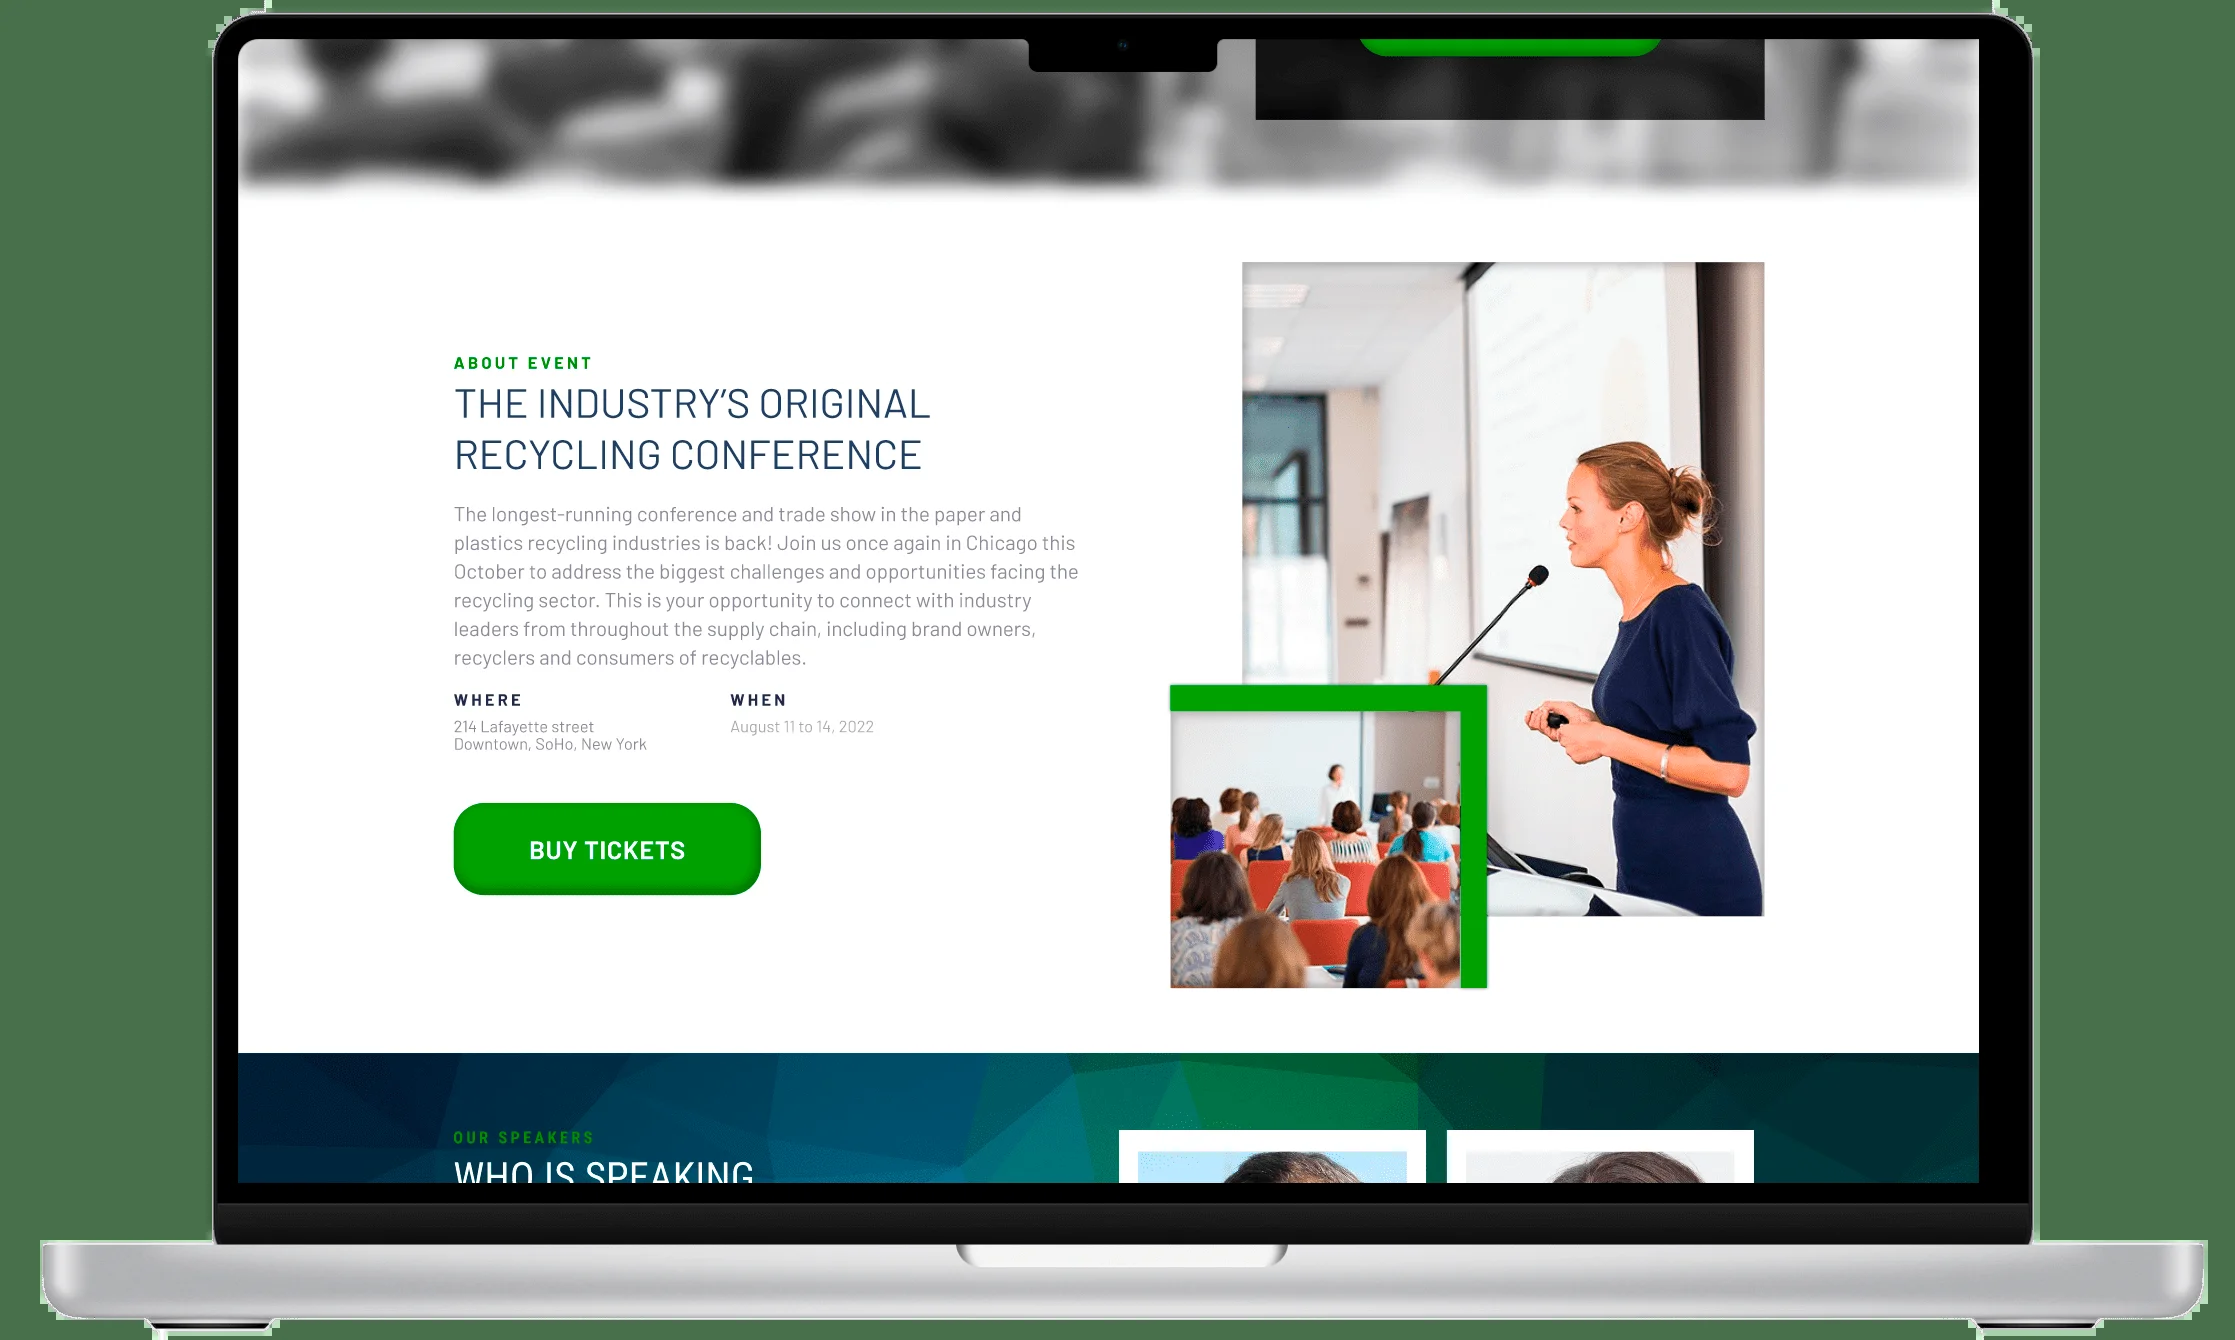 ABOUT EVENT
THE INDUSTRY’S ORIGINAL
RECYCLING CONFERENCE
The longest-running conference and trade show in the paper and
plastics recycling industries is back! Join us once again in Chicago this
October to address the biggest challenges and opportunities facing the
recycling sector. This is your opportunity to connect with industry
leaders from throughout the supply chain, including brand owners,
recyclers and consumers of recyclables.
WHERE
214 Lafayette street
Downtown, SoHo, New York
WHEN
August 11 to 14, 2022
BUY TICKETS
OUR SPEAKERS
WHO IS SPEAKING